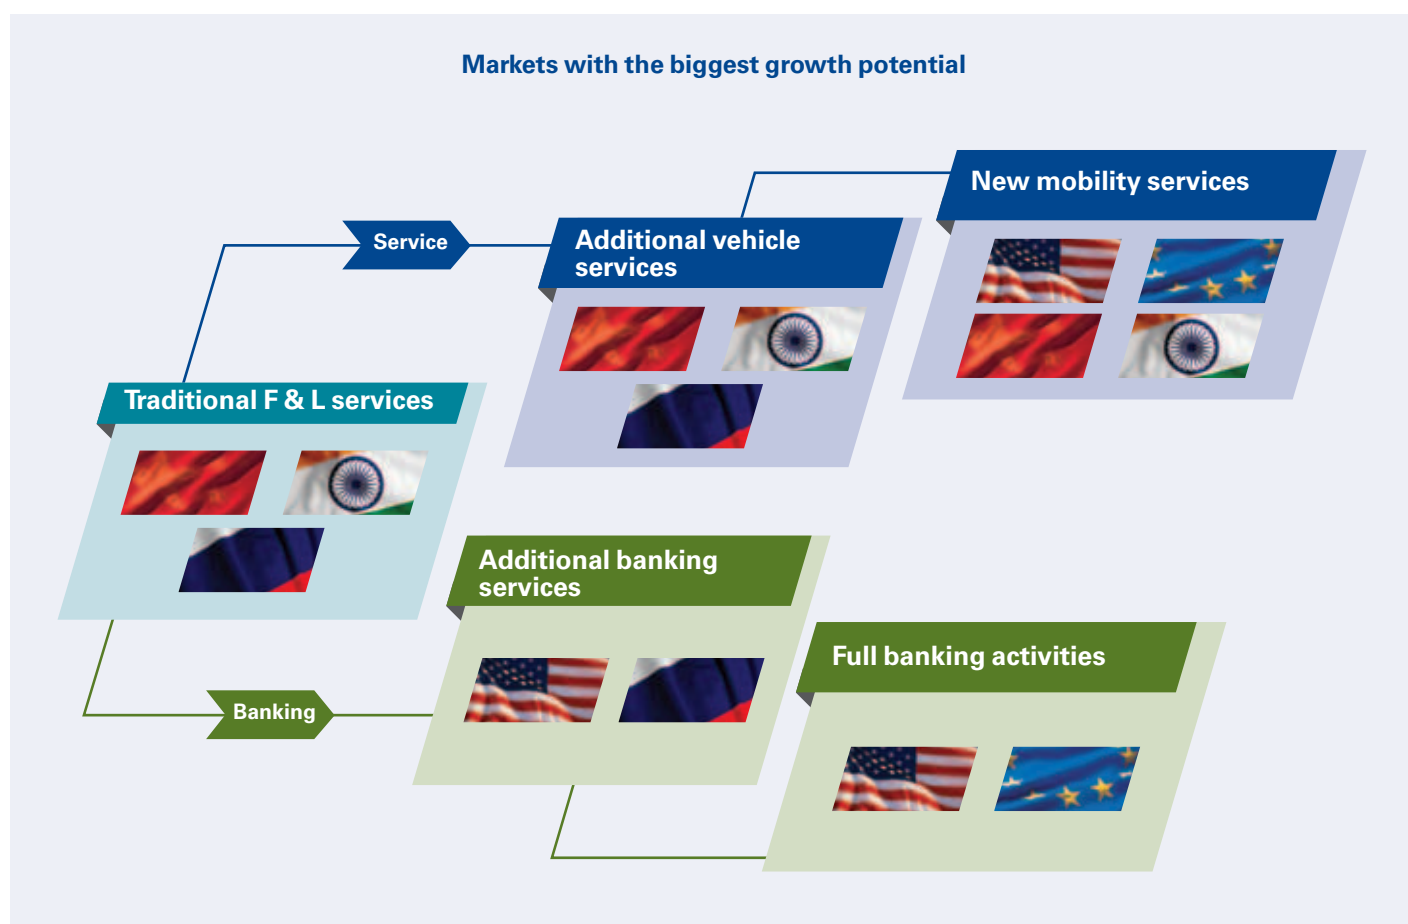 Markets with the biggest growth potential
New mobility services
Service
Additional vehicle
services
Traditional F & L services
Additional banking
services
Full banking activities
Banking